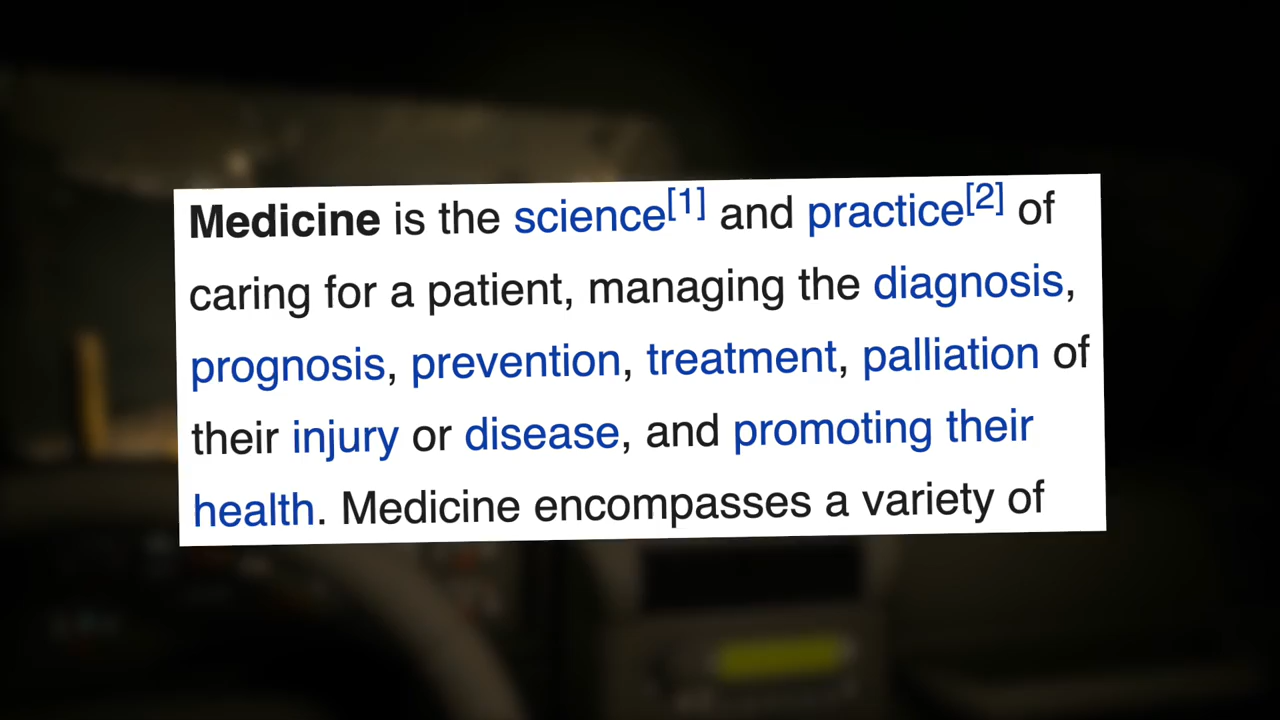 Medicine is the science[1] and practice[2] of
caring for a patient, managing the diagnosis,
prognosis, prevention, treatment, palliation of
their injury or disease, and promoting their
health. Medicine encompasses a variety of